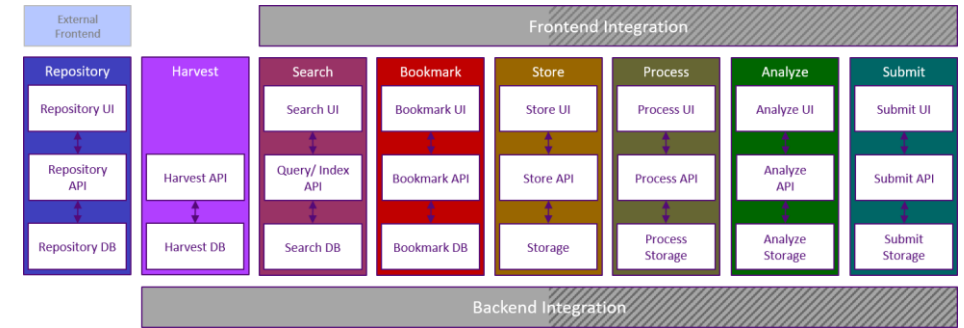 External
Frontend
Frontend Integration
Repository
Harvest
Search
Bookmark
Store
Process
Analyze
Submit
Repository UI
Search UI
Bookmark UI
Store UI
Process UI
Analyze UI
Submit UI
Repository
API
Harvest API
Query/ Index
API
Bookmark API
Store API
Process API
Analyze
API
Submit API
Repository DB
Harvest DB
Search DB
Bookmark DB
Storage
Process
Storage
Analyze
Storage
Submit
Storage
Backend Integration